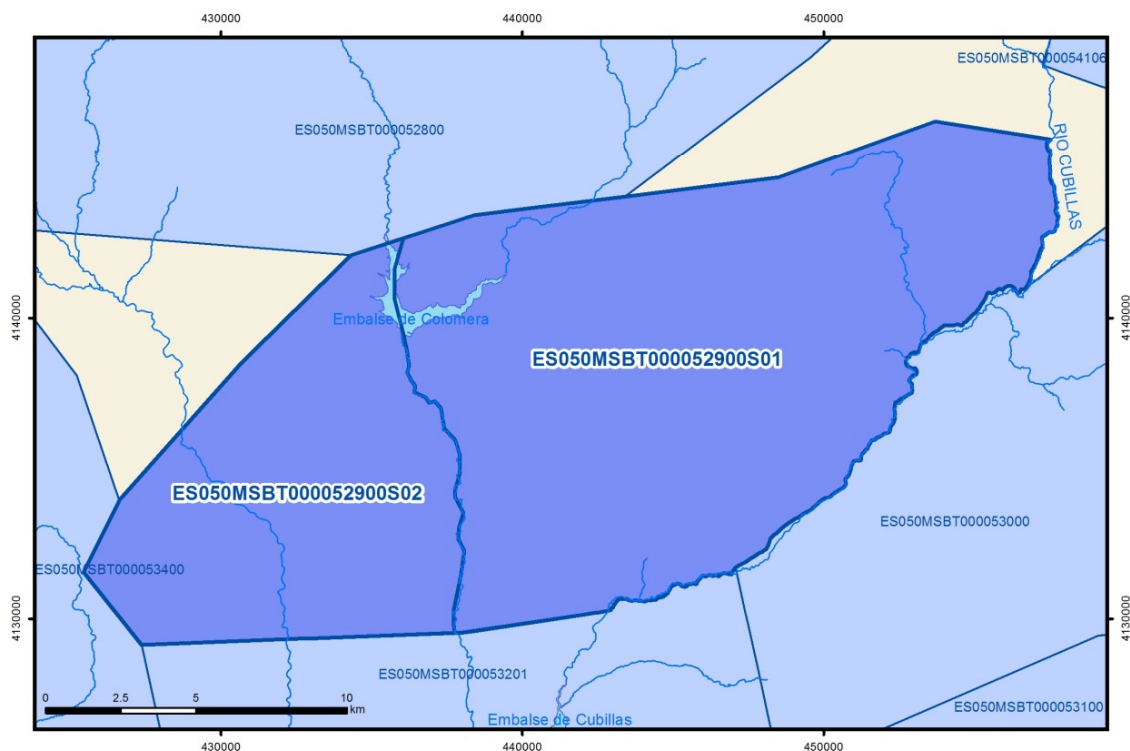 430000
440000
450000
ES050MSBT000054106
ES050MSBT000052800
RIO CUBILLAS
4140000
Embalse de Colomera
4140000
ES050MSBT000052900S01
ES050MSBT000052900S02
ES050MSBT000053000
ES050MSBT000053400
4130000
4130000
ES050MSBT000053201
0 2.5 5 10
km
Embalse de Cubillas
ES050MSBT000053100
430000
440000
450000